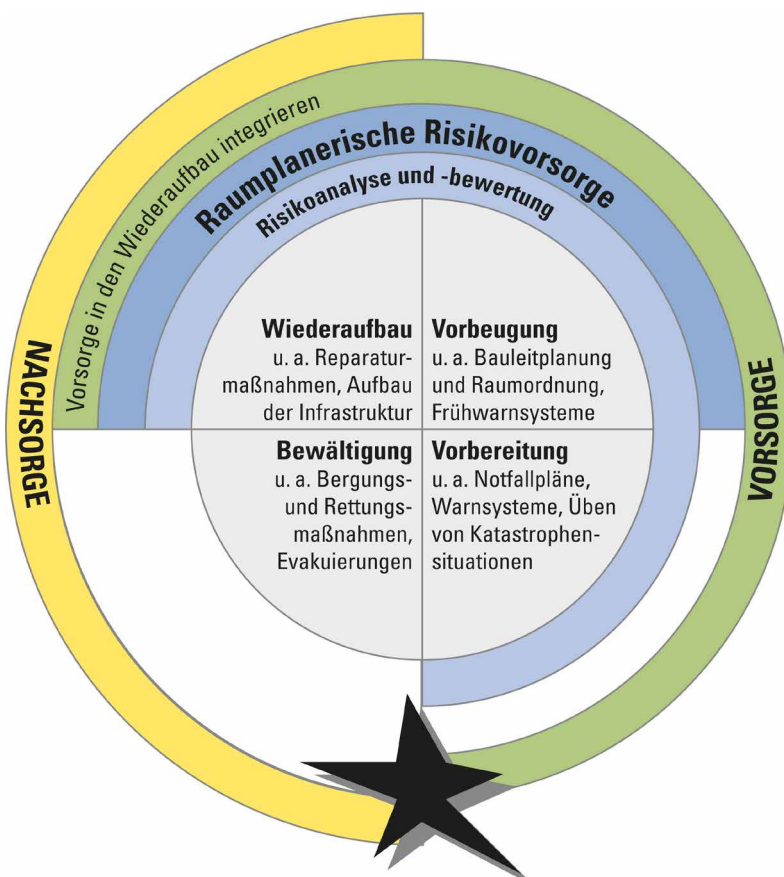 Vorsorge in den Wiederaufbau integrieren
Raumplanerische Risikovorsorge
Risikoanalyse und -bewertung
NACHSORGE
VORSORGE
Wiederaufbau
u. a. Reparatur-
maßnahmen, Aufbau
der Infrastruktur
Vorbeugung
u. a. Bauleitplanung
und Raumordnung,
Frühwarnsysteme
Bewältigung
u. a. Bergungs-
und Rettungs-
maßnahmen,
Evakuierungen
Vorbereitung
u. a. Notfallpläne,
Warnsysteme, Üben
von Katastrophen-
situationen